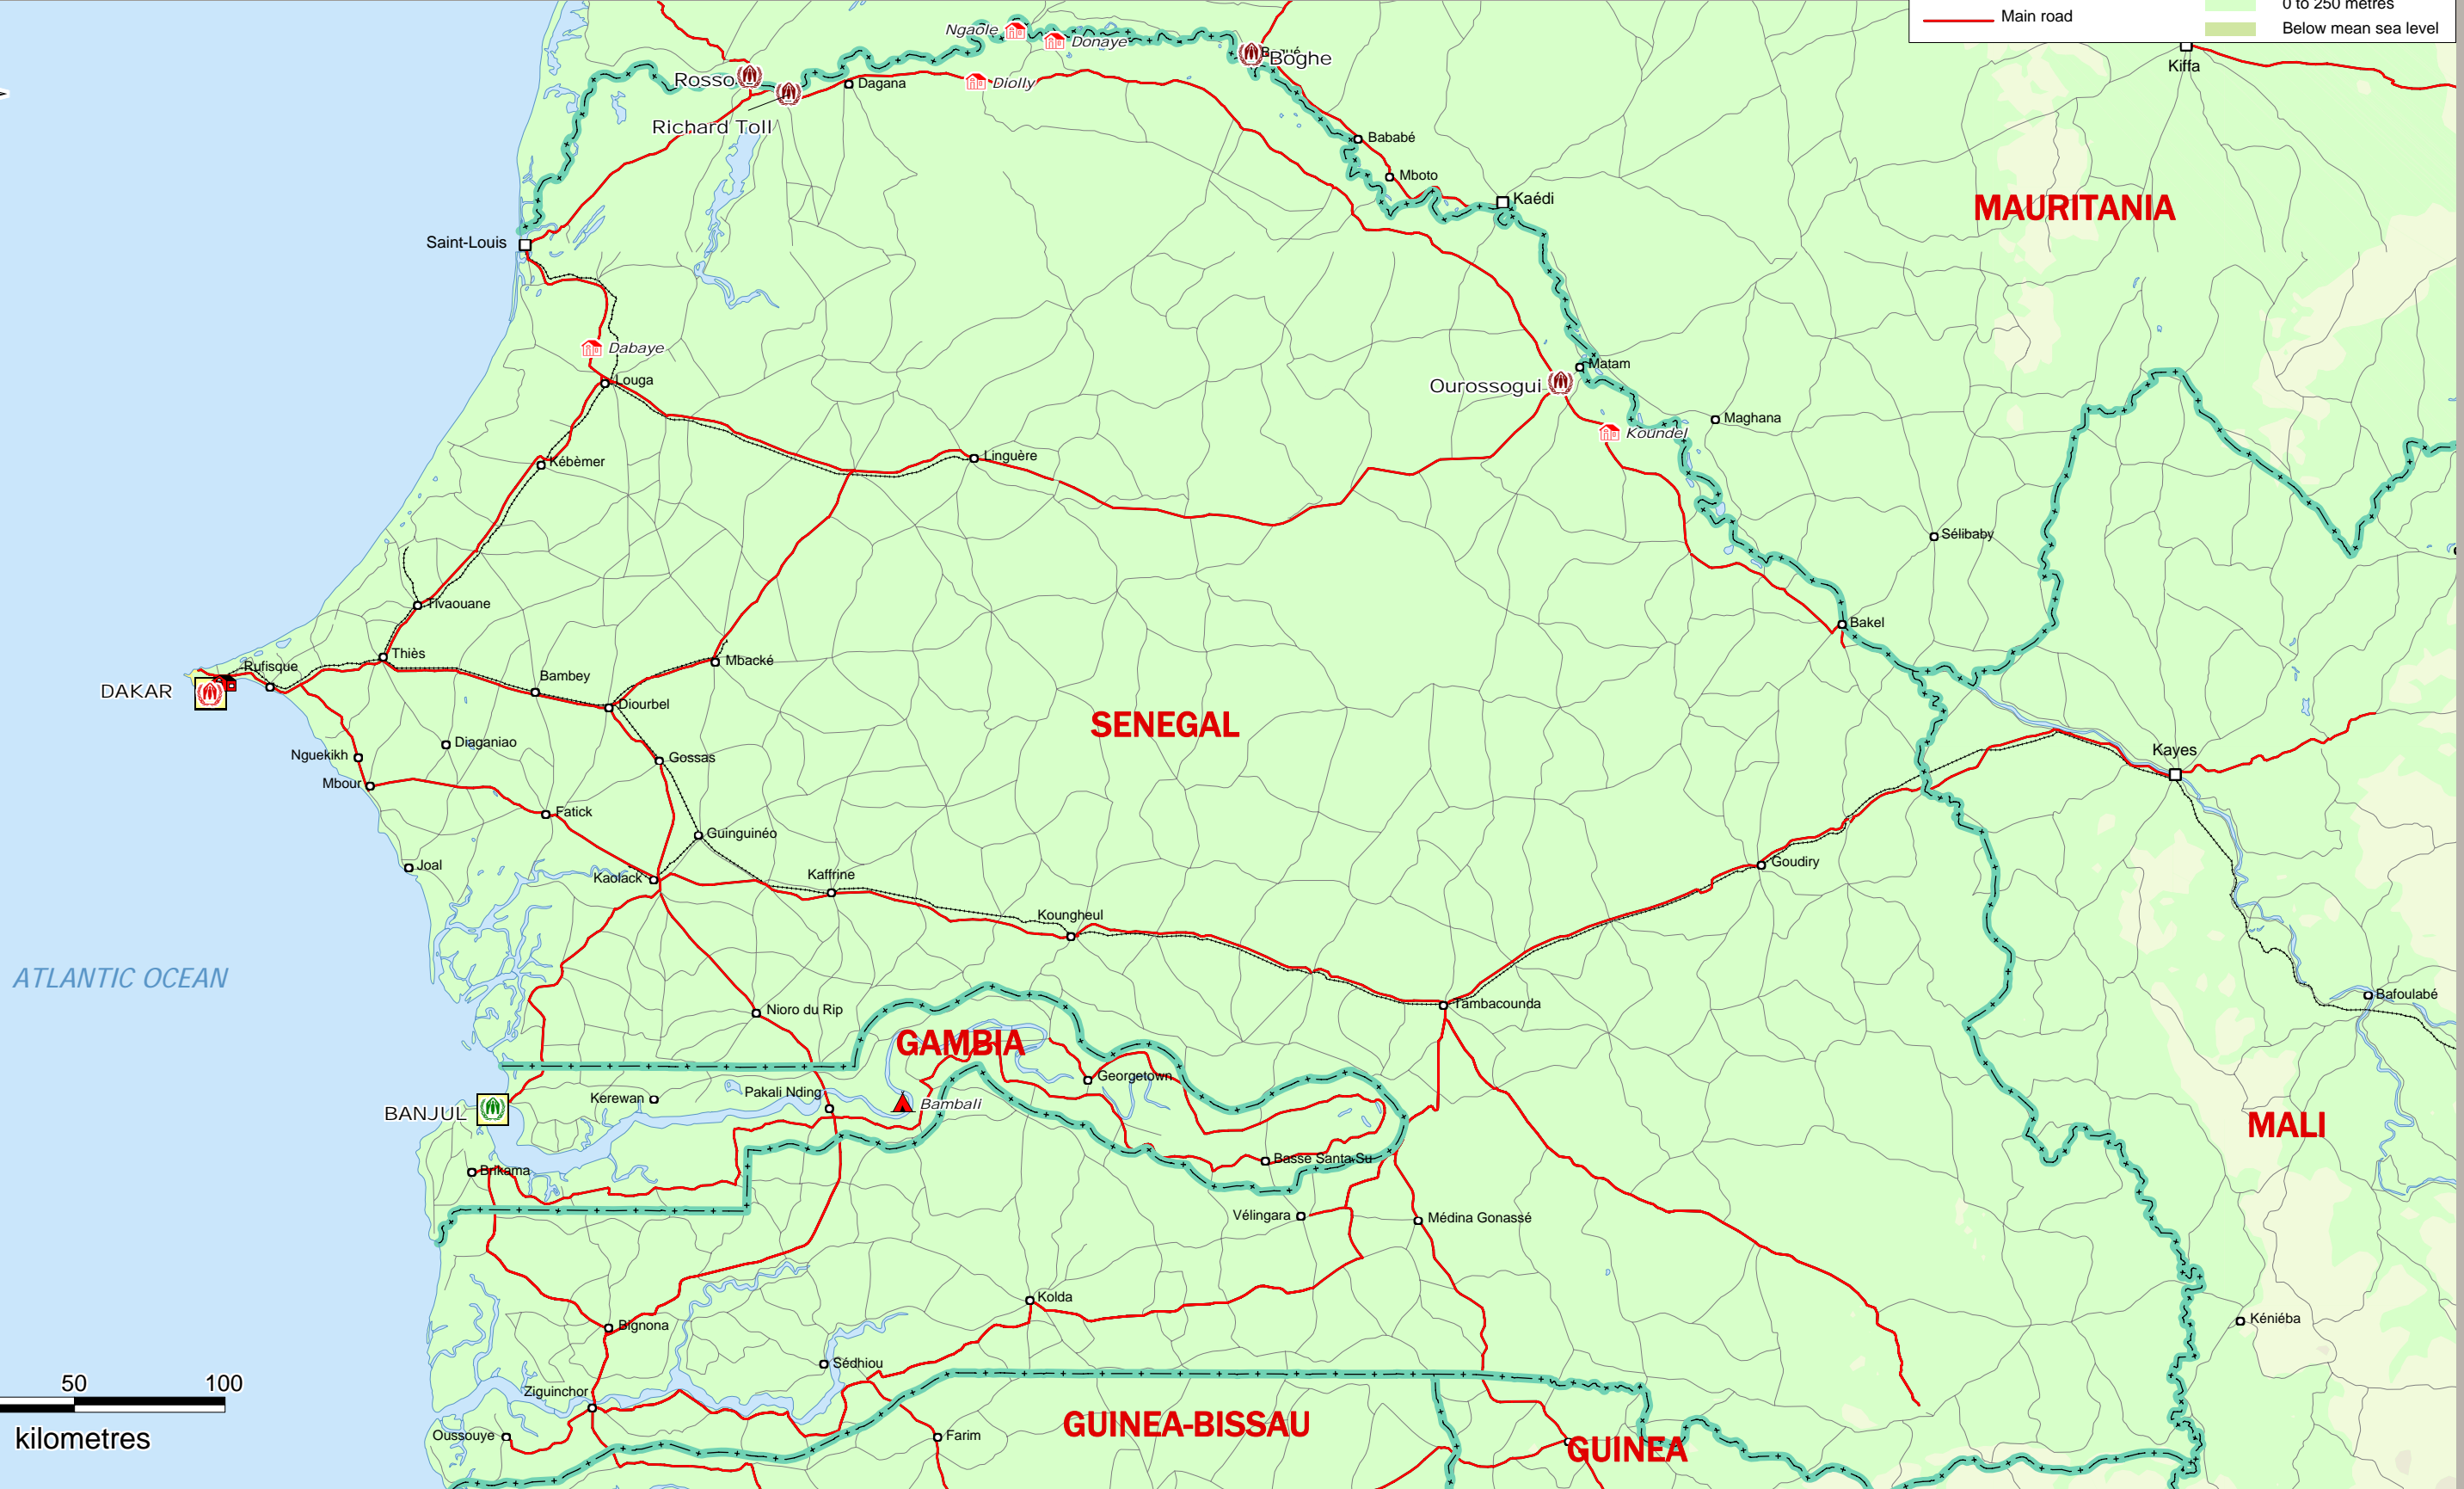 0 to 250 metres
Main road
Below mean sea level
Ngaole
Donaye
Boghe
Kiffa
Rosso
Dagana
Diolly
Richard Toll
Bababé
Mboto
Kaédi
MAURITANIA
Saint-Louis
Dabaye
Louga
Matam
Ourossogui
Maghana
Koundel
Kébèmer
Linguère
Sélibaby
Tivaouane
Bakel
Thiès
Rufisque
Mbacké
Bambey
DAKAR
Diourbel
SENEGAL
Diaganiao
Nguekikh
Gossas
Kayes
Mbour
Fatick
Guinguinéo
Joal
Kaolack
Kaffrine
Goudiry
Koungheul
ATLANTIC OCEAN
Nioro du Rip
Tambacounda
Bafoulabé
GAMBIA
Georgetown
Kerewan
Pakali Nding
Bambali
BANJUL
MALI
Brikama
Basse Santa Su
Vélingara
Médina Gonassé
Kolda
Kéniéba
Bignona
Sédhiou
50
100
Ziguinchor
kilometres
Oussouye
Farim
GUINEA-BISSAU
GUINEA